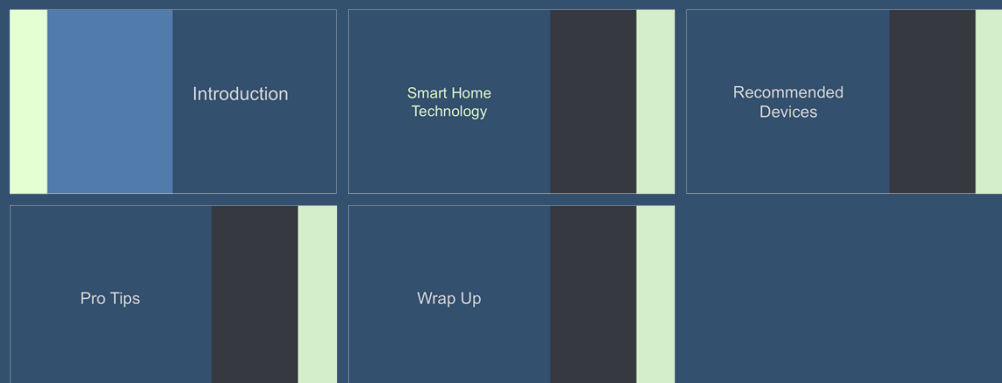 Introduction
Smart Home
Technology
Recommended
Devices
Pro Tips
Wrap Up